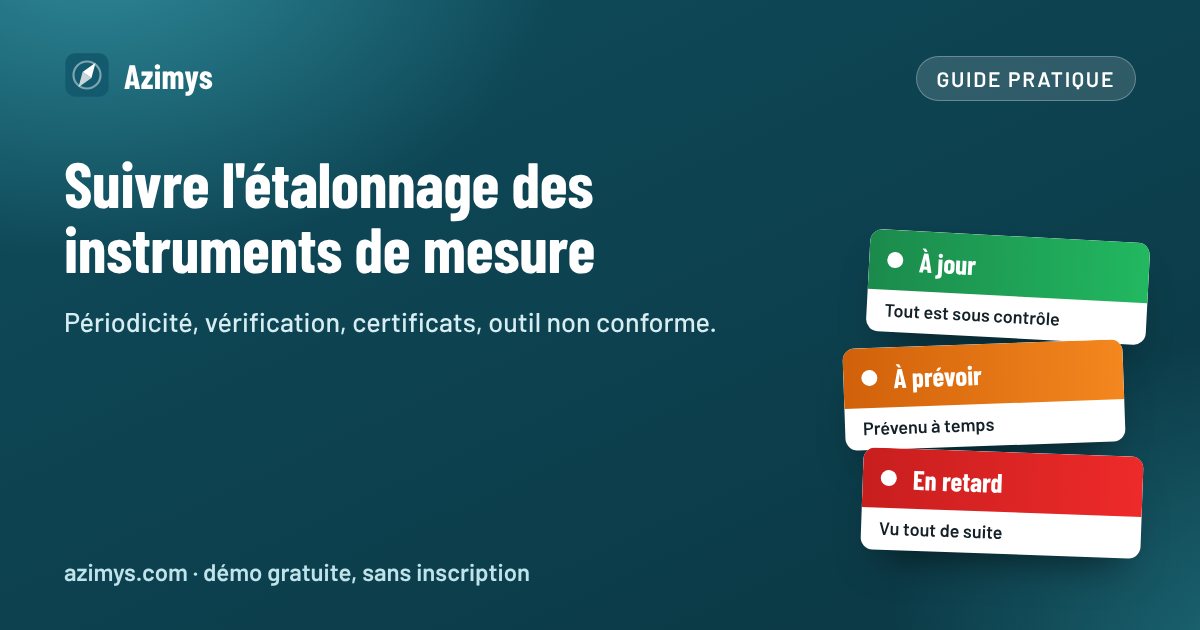 Azimys
GUIDE PRATIQUE
Suivre l'étalonnage des
instruments de mesure
Périodicité, vérification, certificats, outil non conforme.
À jour
Tout est sous contrôle
À prévoir
Prévenu à temps
En retard
Vu tout de suite
azimys.com · démo gratuite, sans inscription